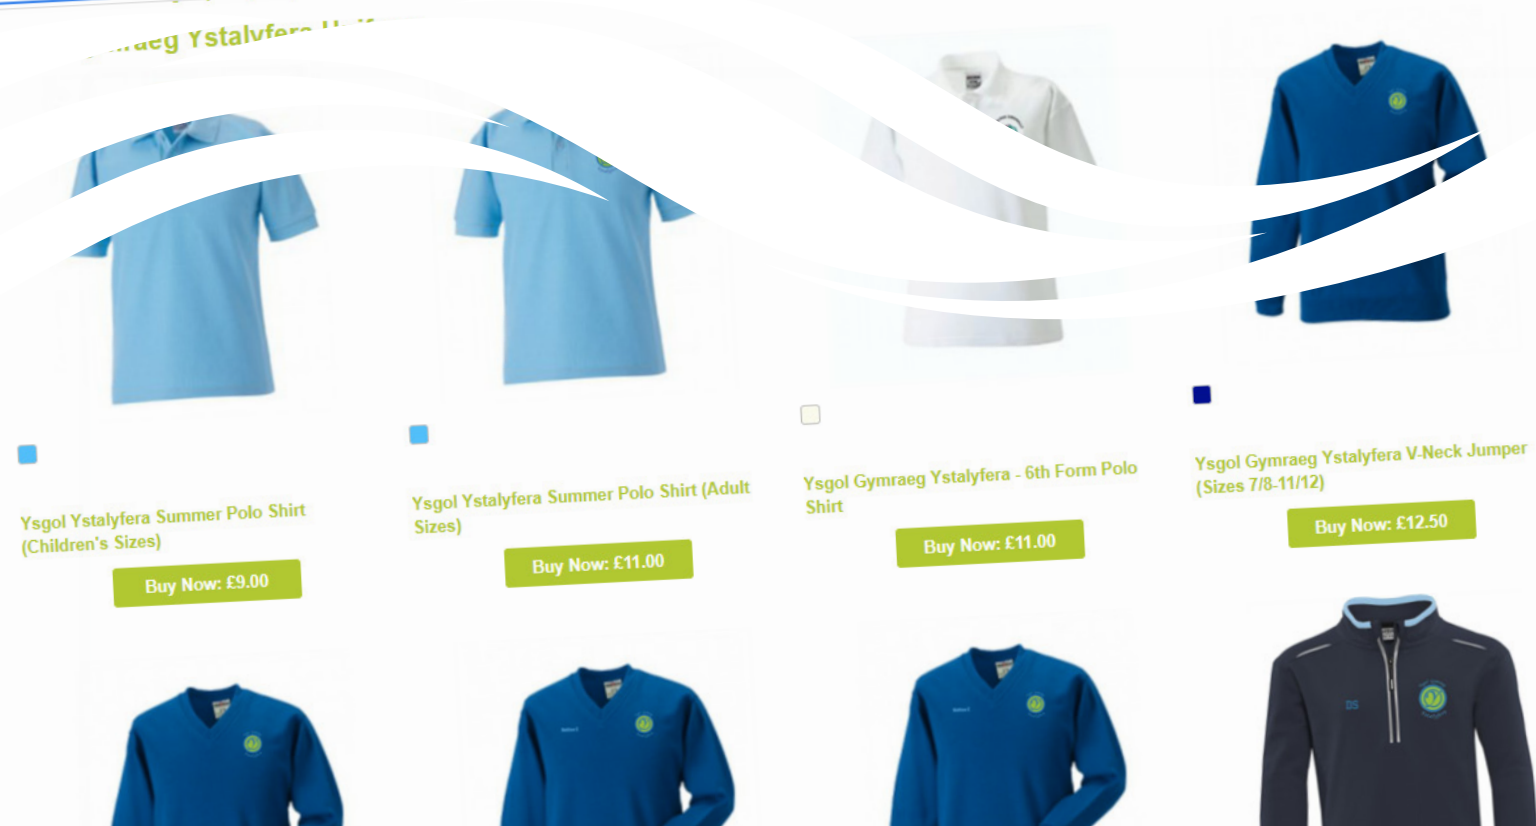 Ystalyfera
Ysgol Ystalyfera Summer Polo Shirt
(Children's Sizes)
Buy Now: £9.00
Ysgol Ystalyfera Summer Polo Shirt (Adult
Sizes)
Buy Now: £11.00
Ysgol Gymraeg Ystalyfera - 6th Form Polo
Shirt
Buy Now: £11.00
Ysgol Gymraeg Ystalyfera V-Neck Jumper
(Sizes 7/8-11/12)
Buy Now: £12.50
DS